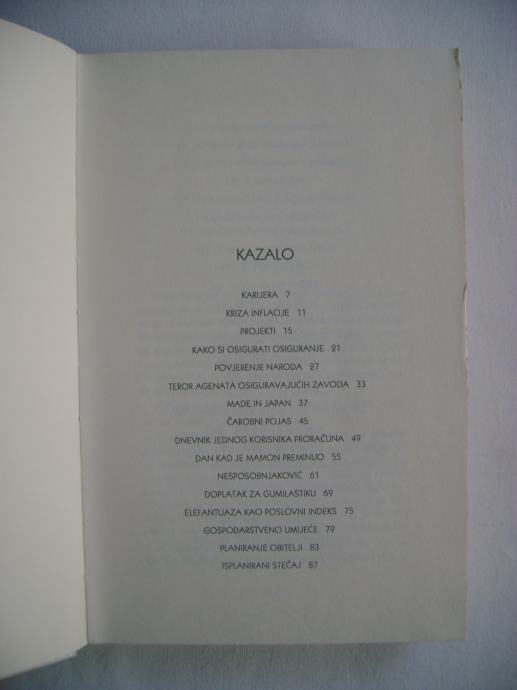 KAZALO
KARIJERA 7
KRIZA INFLACIJE 11
PROJEKTI 15
KAKO SI OSIGURATI OSIGURANJE 21
POVJERENJE NARODA 27
TEROR AGENATA OSIGURAVAJUĆIH ZAVODA 33
MADE IN JAPAN 37
ČAROBNI POJAS 45
DNEVNIK JEDNOG KORISNIKA PRORAČUNA 49
DAN KAD JE MAMON PREMINUO 55
NESPOSOBNJAKOVIĆ 61
DOPLATAK ZA GUMILASTIKU 69
ELEFANTIJAZA KAO POSLOVNI INDEKS 75
GOSPODARSTVENO UMIJEĆE 79
PLANIRANJE OBITELJI 83
ISPLANIRANI STEČAJ 87